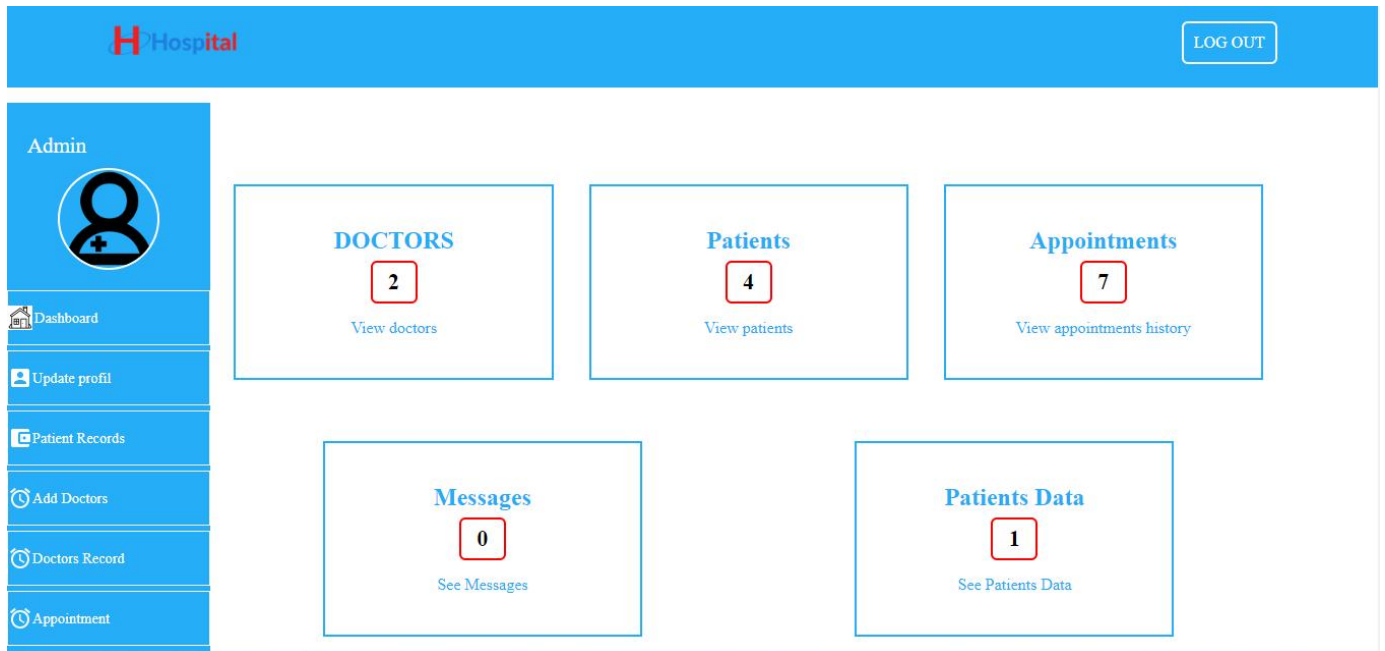 Hospital
LOG OUT
Admin
Dashboard
Update profil
Patient Records
Add Doctors
Doctors Record
Appointment
DOCTORS
2
View doctors
Patients
4
View patients
Appointments
7
View appointments history
Messages
0
See Messages
Patients Data
1
See Patients Data